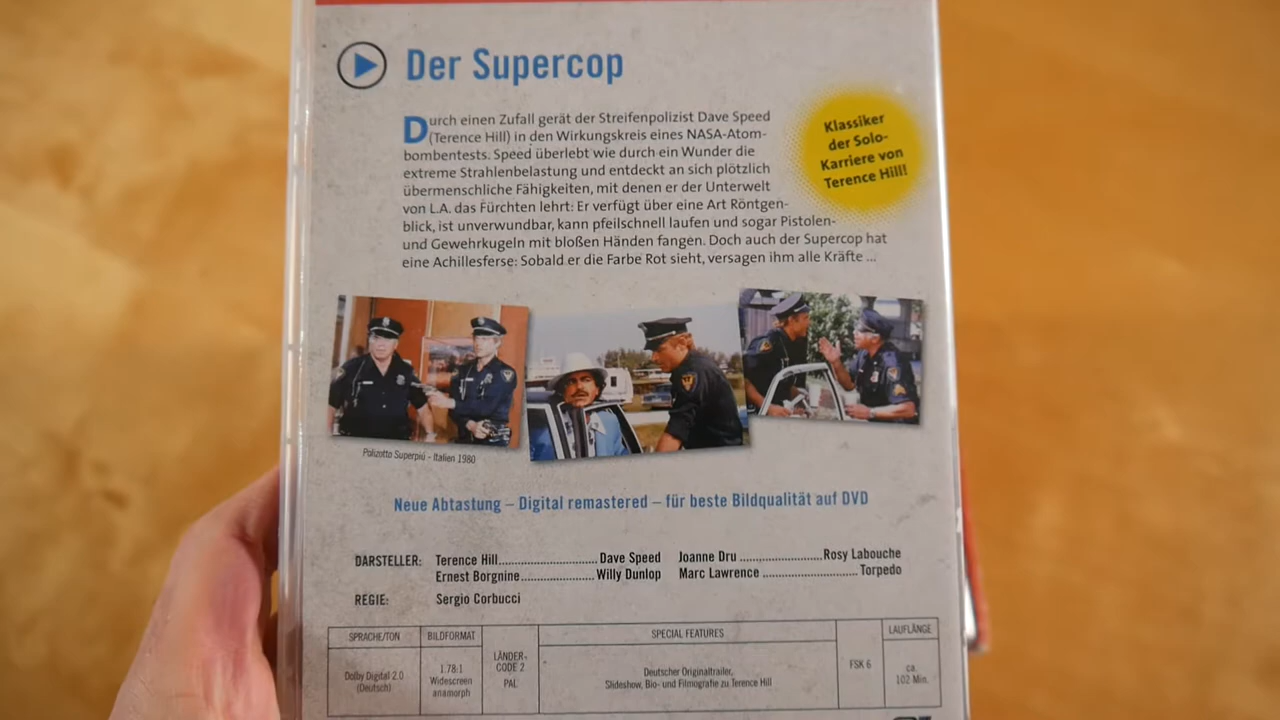 Der Supercop
Durch einen Zufall gerät der Streifenpolizist Dave Speed
(Terence Hill) in den Wirkungskreis eines NASA-Atom-
bombentests. Speed überlebt wie durch ein Wunder die
extreme Strahlenbelastung und entdeckt an sich plötzlich
übermenschliche Fähigkeiten, mit denen er der Unterwelt
von L.A. das Fürchten lehrt: Er verfügt über eine Art Röntgen-
blick, ist unverwundbar, kann pfeilschnell laufen und sogar Pistolen-
und Gewehrkugeln mit bloßen Händen fangen. Doch auch der Supercop hat
eine Achillesferse: Sobald er die Farbe Rot sieht, versagen ihm alle Kräfte ...
Klassiker
der Solo-
Karriere von
Terence Hill!
Polizotto Superpiù - Italien 1980
Neue Abtastung – Digital remastered – für beste Bildqualität auf DVD
DARSTELLER: Terence Hill.............................Dave Speed Joanne Dru ........................Rosy Labouche
Ernest Borgnine......................Willy Dunlop Marc Lawrence ............................Torpedo
REGIE: Sergio Corbucci
SPRACHE/TON
Dolby Digital 2.0
(Deutsch)
BILDFORMAT
1.78:1
Widescreen
anamorph
LÄNDER-
CODE 2
PAL
SPECIAL FEATURES
Deutscher Originaltrailer,
Slideshow, Bio- und Filmografie zu Terence Hill
FSK 6
LAUFLÄNGE
ca.
102 Min.